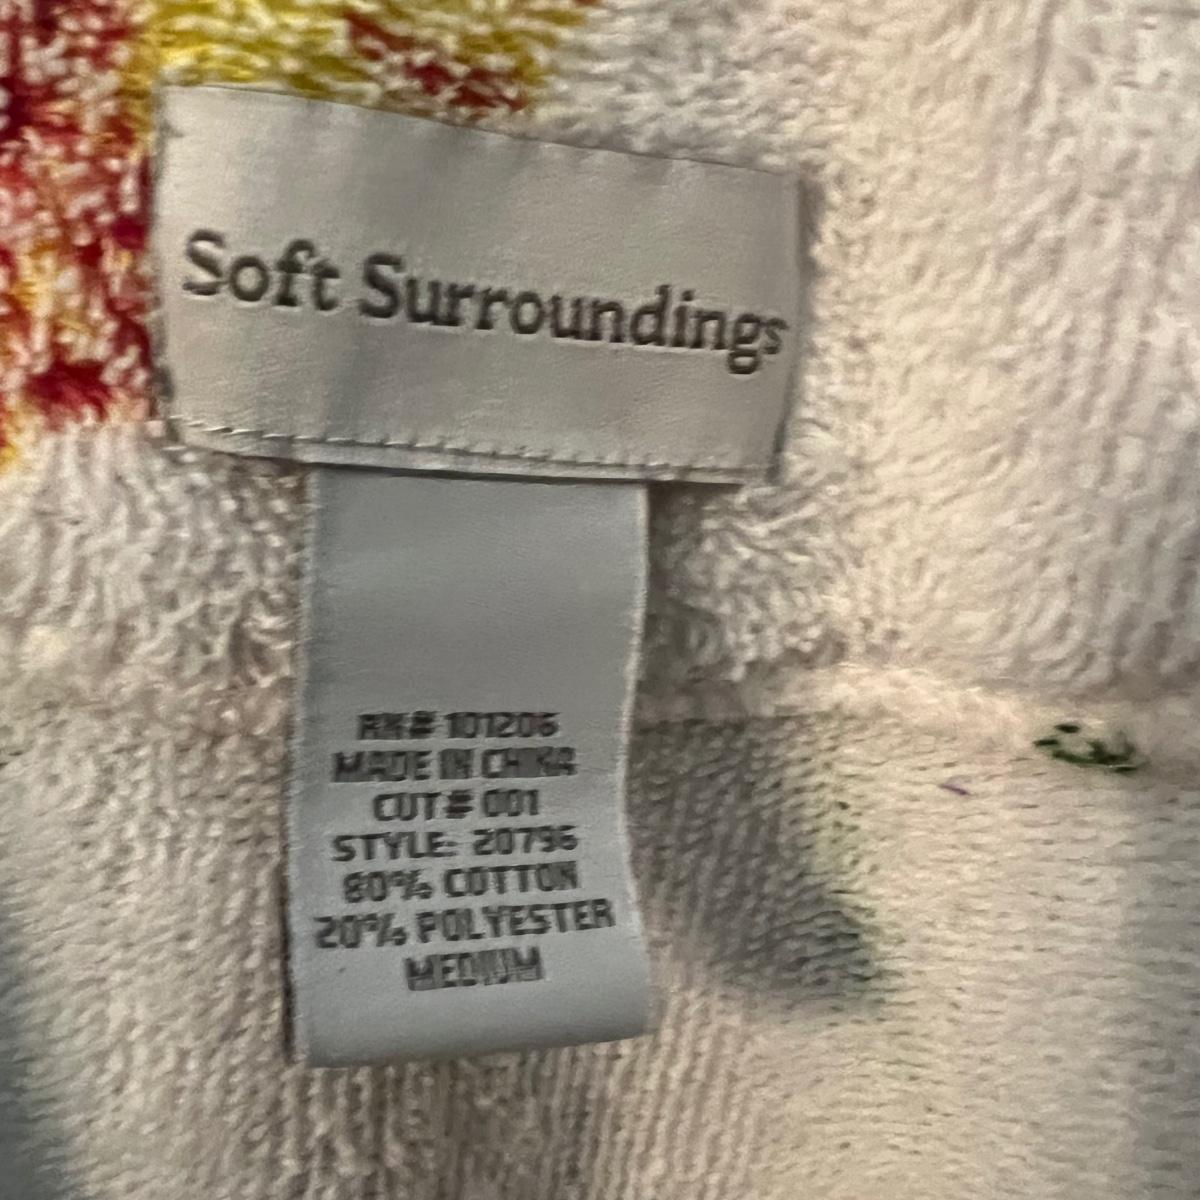 Soft Surroundings
RN# 101206
MADE IN CHINA
CUT# 001
STYLE: 20796
80% COTTON
20% POLYESTER
MEDIUM